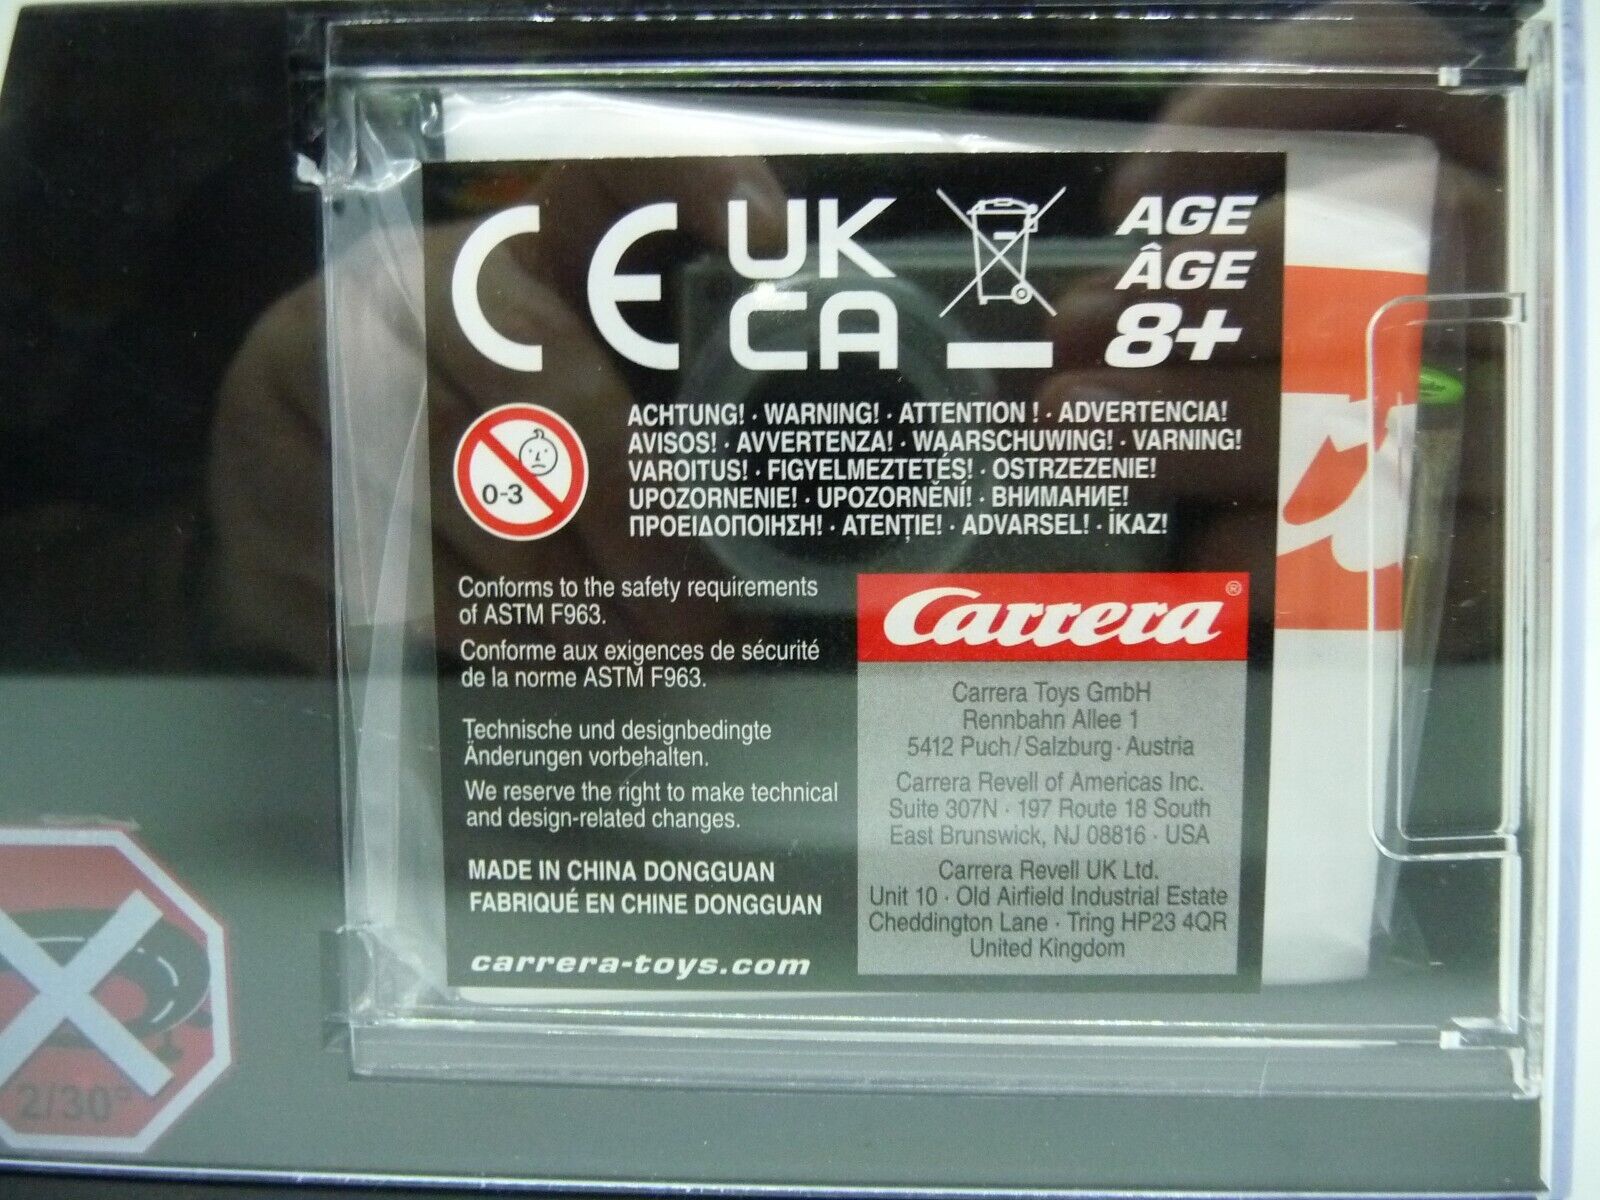 CE
UK
CA
AGE
ÂGE
8+
0-3
ACHTUNG! · WARNING! · ATTENTION ! · ADVERTENCIA!
AVISOS! · AVVERTENZA! · WAARSCHUWING! · VARNING!
VAROITUS! · FIGYELMEZTETÉS! · OSTRZEZENIE!
UPOZORNENIE! · UPOZORNĚNÍ! · ВНИМАНИЕ!
ΠΡΟΕΙΔΟΠΟΙΗΣΗ! · ATENȚIE! · ADVARSEL! · İKAZ!
Conforms to the safety requirements
of ASTM F963.
Conforme aux exigences de sécurité
de la norme ASTM F963.
Technische und designbedingte
Änderungen vorbehalten.
We reserve the right to make technical
and design-related changes.
MADE IN CHINA DONGGUAN
FABRIQUÉ EN CHINE DONGGUAN
carrera-toys.com
Carrera®
Carrera Toys GmbH
Rennbahn Allee 1
5412 Puch/Salzburg · Austria
Carrera Revell of Americas Inc.
Suite 307N · 197 Route 18 South
East Brunswick, NJ 08816 · USA
Carrera Revell UK Ltd.
Unit 10 · Old Airfield Industrial Estate
Cheddington Lane · Tring HP23 4QR
United Kingdom
2/30°